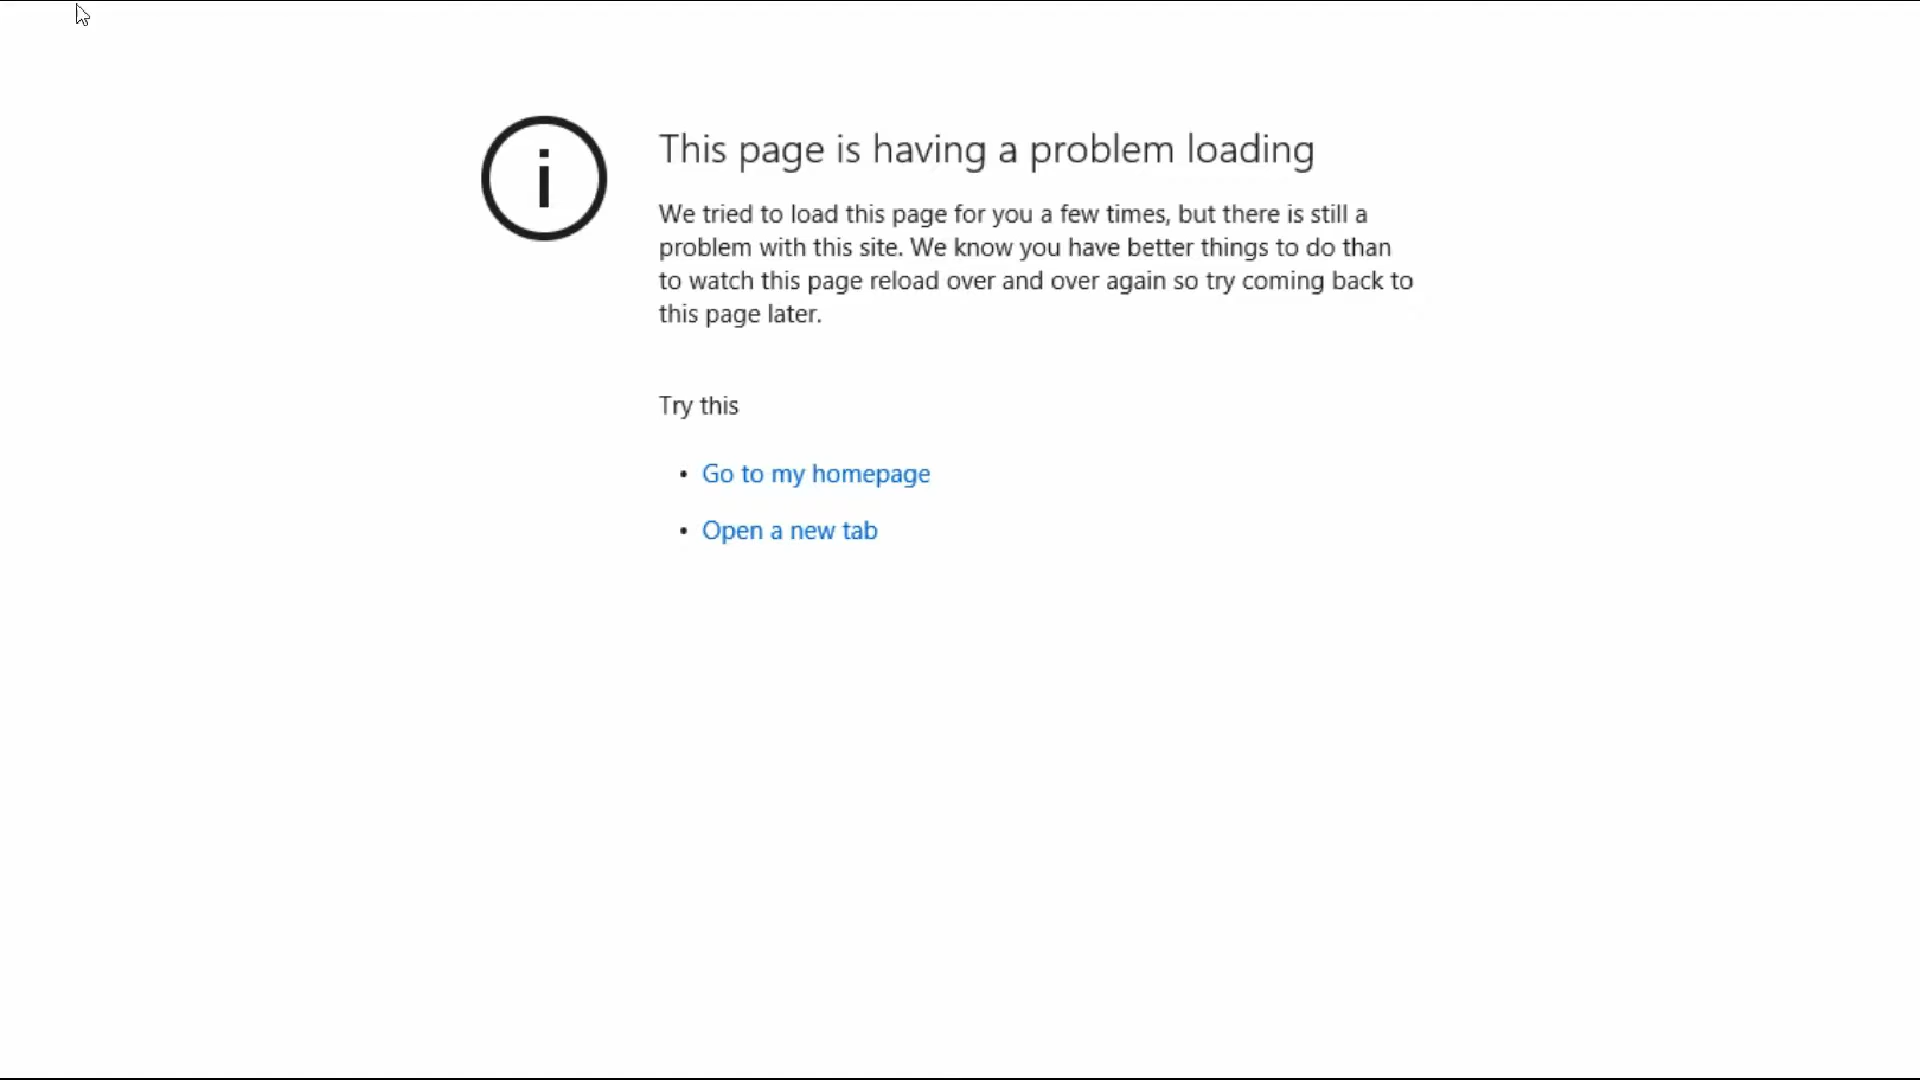 This page is having a problem loading
We tried to load this page for you a few times, but there is still a
problem with this site. We know you have better things to do than
to watch this page reload over and over again so try coming back to
this page later.
Try this
• Go to my homepage
• Open a new tab